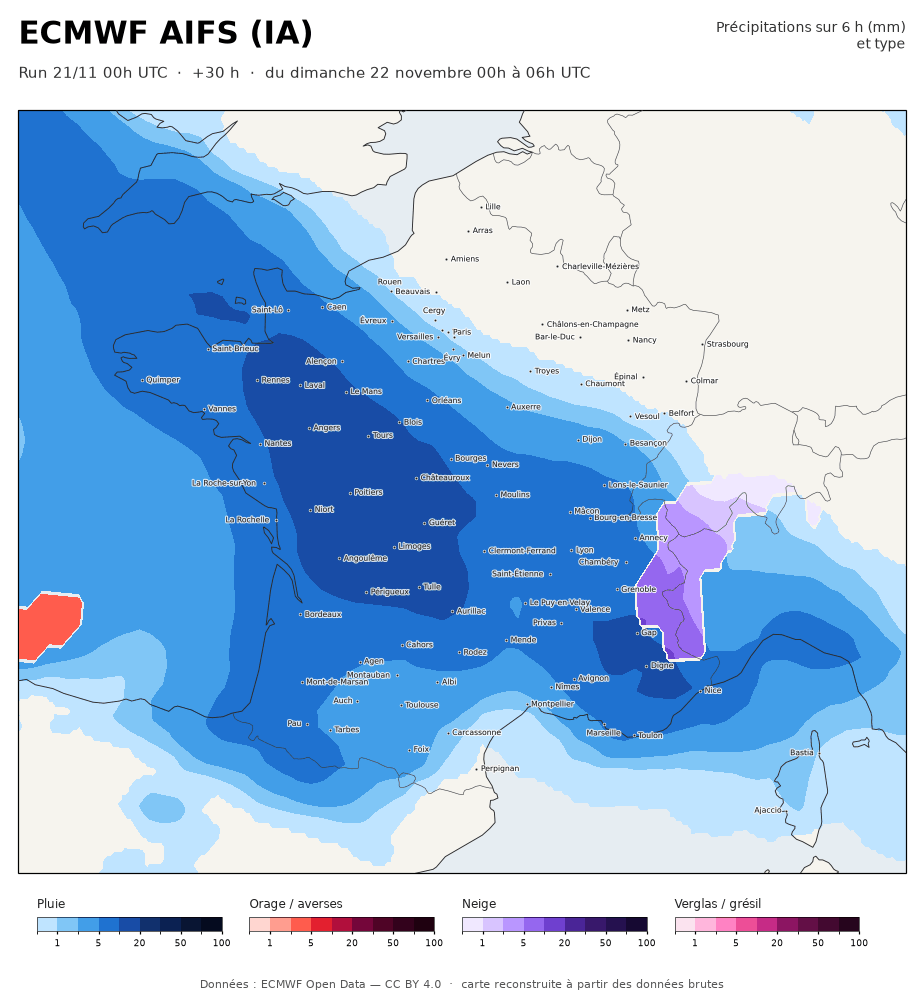 ECMWF AIFS (IA)
Précipitations sur 6 h (mm)
et type
Run 21/11 00h UTC · +30 h · du dimanche 22 novembre 00h à 06h UTC
Lille
Arras
Amiens
Charleville-Mézières
Rouen
Laon
Beauvais
Saint-Lô
Caen
Cergy
Metz
Évreux
Châlons-en-Champagne
Versailles
Paris
Bar-le-Duc
Nancy
Strasbourg
Saint-Brieuc
Alençon
Chartres
Évry
Melun
Quimper
Rennes
Laval
Le Mans
Troyes
Chaumont
Épinal
Colmar
Vannes
Orléans
Auxerre
Vesoul
Belfort
Angers
Blois
Tours
Nantes
Dijon
Besançon
Bourges
Nevers
La Roche-sur-Yon
Châteauroux
Lons-le-Saunier
Poitiers
Moulins
Niort
Mâcon
Bourg-en-Bresse
La Rochelle
Guéret
Annecy
Angoulême
Limoges
Clermont-Ferrand
Lyon
Chambéry
Saint-Étienne
Périgueux
Tulle
Grenoble
Bordeaux
Aurillac
Le Puy-en-Velay
Valence
Privas
Gap
Cahors
Rodez
Mende
Agen
Digne
Montauban
Mont-de-Marsan
Albi
Avignon
Nîmes
Nice
Auch
Toulouse
Montpellier
Pau
Tarbes
Carcassonne
Marseille
Toulon
Foix
Bastia
Perpignan
Ajaccio
Pluie
Orage / averses
Neige
Verglas / grésil
1 5 20 50 100
1 5 20 50 100
1 5 20 50 100
1 5 20 50 100
Données : ECMWF Open Data — CC BY 4.0 · carte reconstruite à partir des données brutes